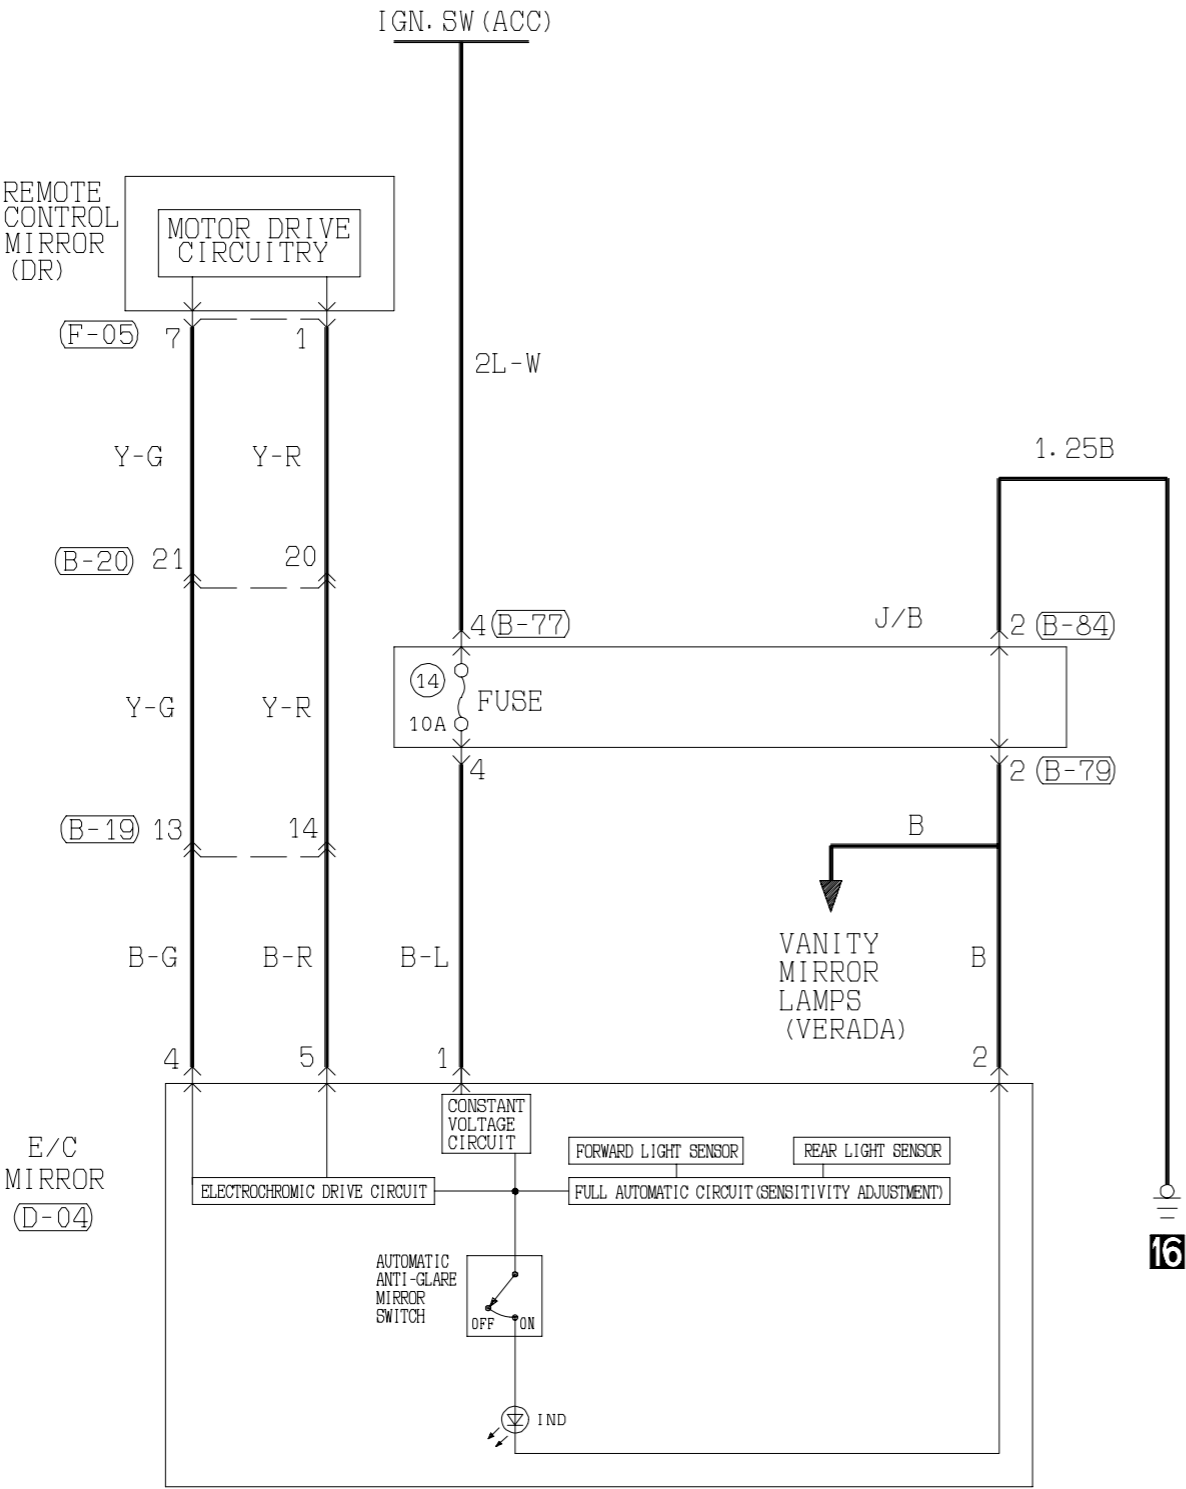 IGN. SW (ACC)
REMOTE
CONTROL
MIRROR
(DR)
MOTOR DRIVE
CIRCUITRY
F-05
7
1
2L-W
Y-G
Y-R
1.25B
B-20
21
20
4
B-77
J/B
2
B-84
14
10A
FUSE
Y-G
Y-R
4
2
B-79
B-19
13
14
B
VANITY
MIRROR
LAMPS
(VERADA)
B-G
B-R
B-L
B
4
5
1
2
E/C
MIRROR
D-04
CONSTANT
VOLTAGE
CIRCUIT
FORWARD LIGHT SENSOR
REAR LIGHT SENSOR
ELECTROCHROMIC DRIVE CIRCUIT
FULL AUTOMATIC CIRCUIT(SENSITIVITY ADJUSTMENT)
16
AUTOMATIC
ANTI-GLARE
MIRROR
SWITCH
OFF
ON
IND